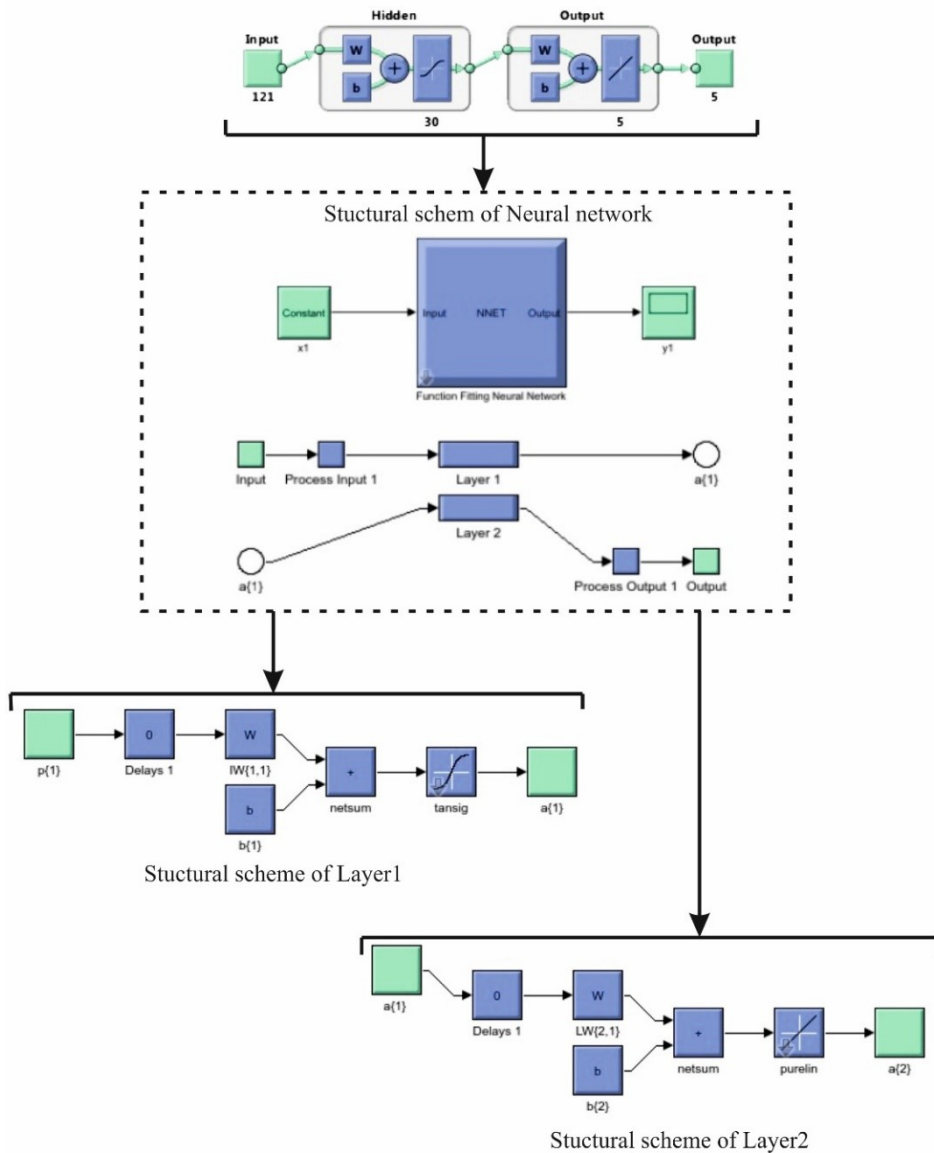 Hidden
Output
Input
Output
W
W
+
+
b
b
121
5
30
5
Stuctural schem of Neural network
Constant
Input
NNET
Output
x1
y1
Function Fitting Neural Network
Input
Process Input 1
Layer 1
a{1}
Layer 2
a{1}
Process Output 1
Output
0
W
p{1}
Delays 1
IW{1,1}
+
b
netsum
tansig
a{1}
b{1}
Stuctural scheme of Layer1
a{1}
0
W
Delays 1
LW{2,1}
+
b
netsum
purelin
a{2}
b{2}
Stuctural scheme of Layer2